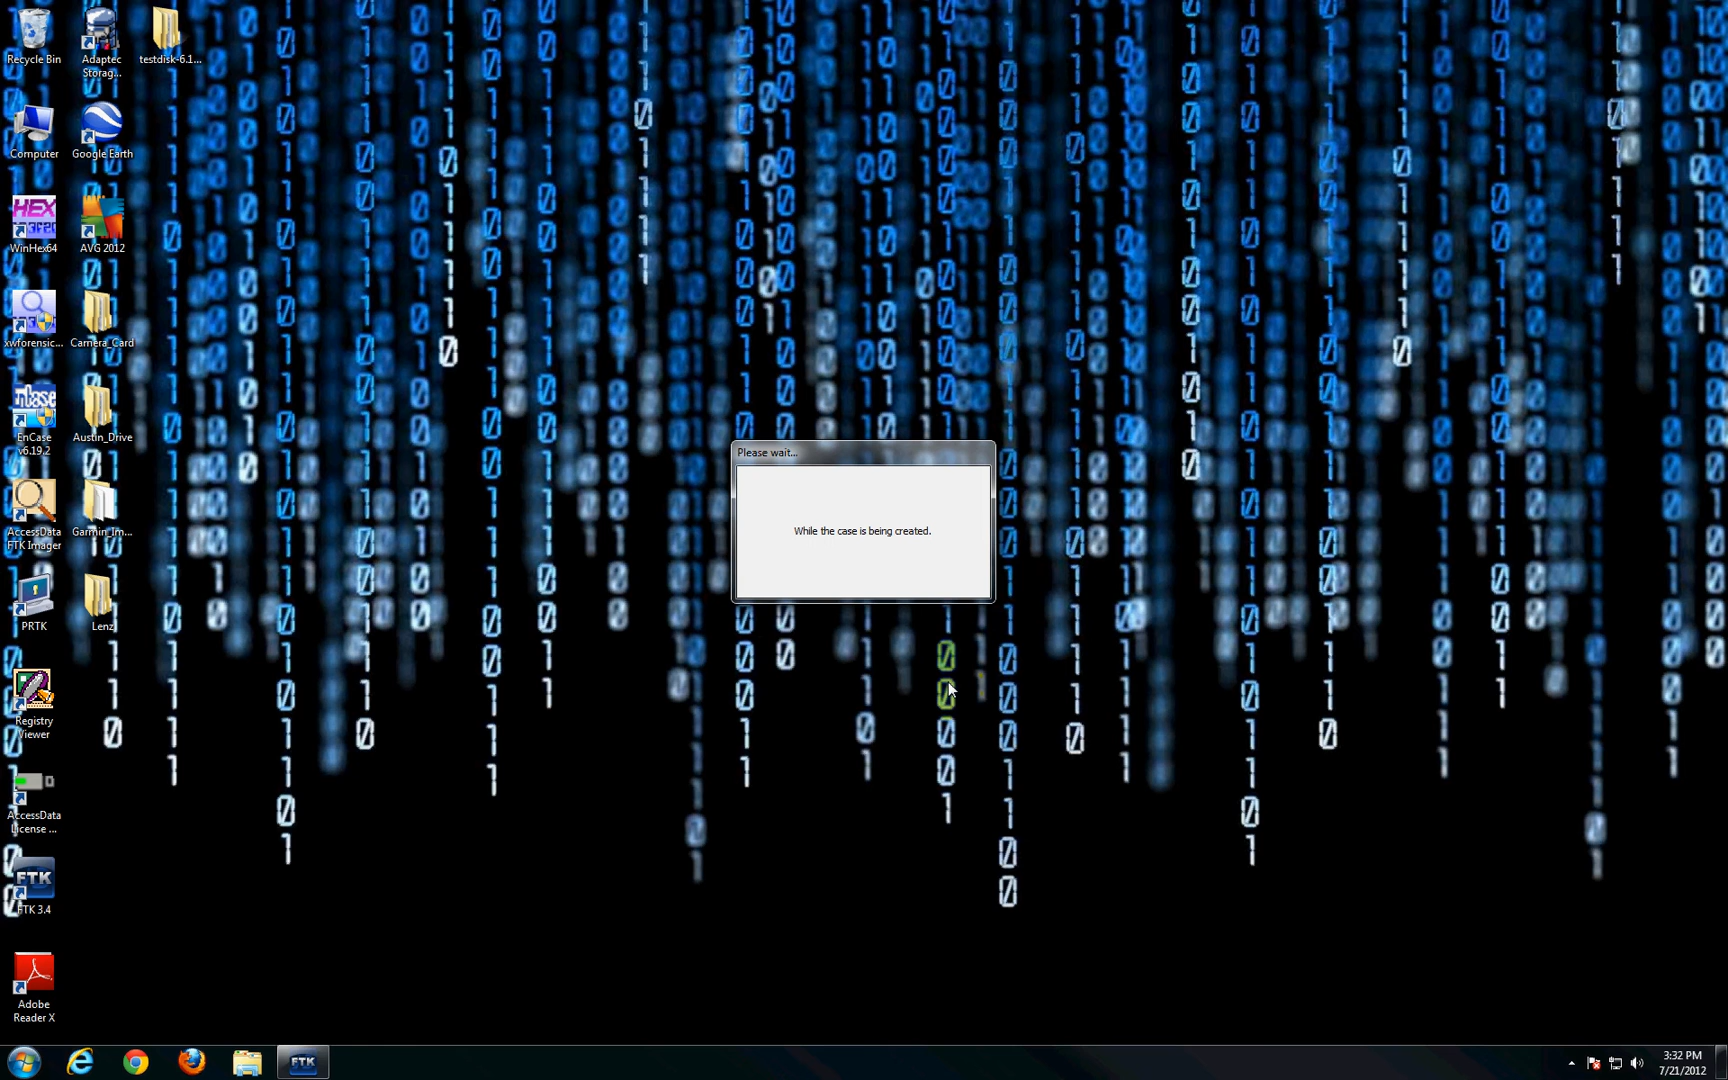 Recycle Bin
Adaptec
Storag...
testdisk-6.1...
Computer
Google Earth
HEX
WinHex64
AVG 2012
xwforensic...
Camera_Card
EnCase
v6.19.2
Austin_Drive
AccessData
FTK Imager
Garmin_Im...
PRTK
Lenz
Registry
Viewer
AccessData
License ...
FTK
FTK 3.4
Adobe
Reader X
Please wait...
While the case is being created.
FTK
3:32 PM
7/21/2012